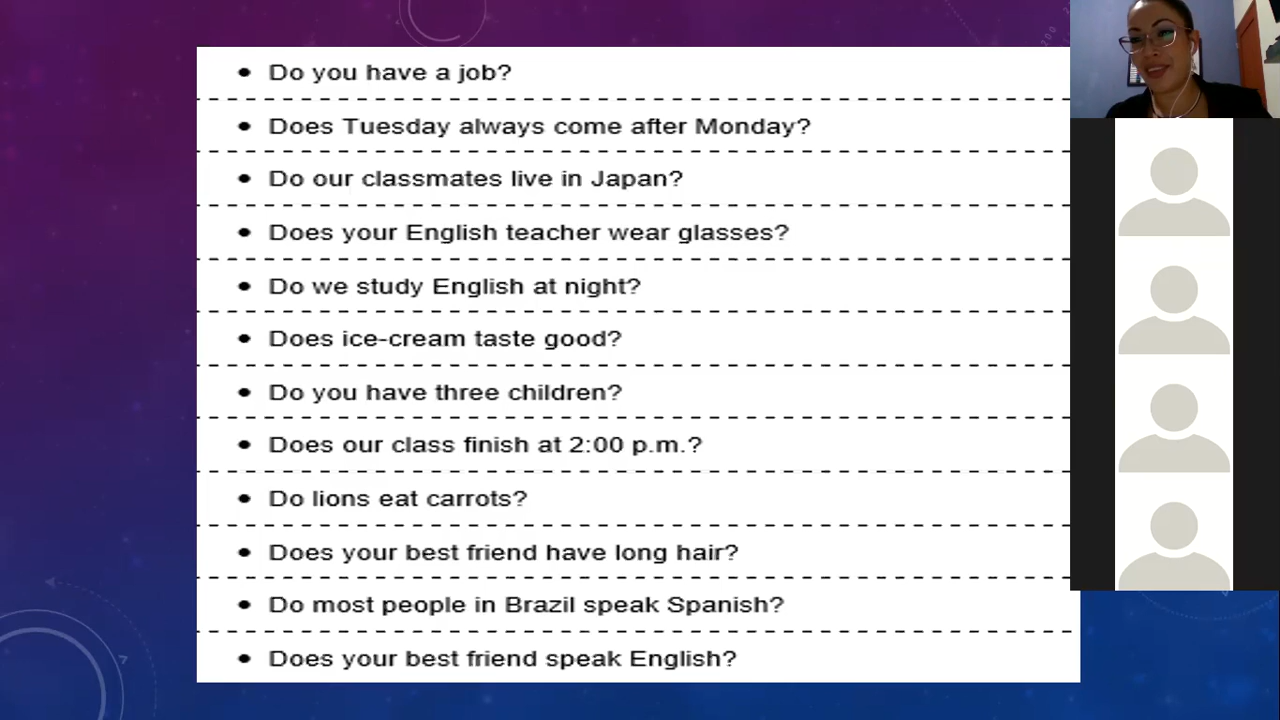 200
• Do you have a job?
• Does Tuesday always come after Monday?
• Do our classmates live in Japan?
• Does your English teacher wear glasses?
• Do we study English at night?
• Does ice-cream taste good?
• Do you have three children?
• Does our class finish at 2:00 p.m.?
• Do lions eat carrots?
• Does your best friend have long hair?
• Do most people in Brazil speak Spanish?
• Does your best friend speak English?